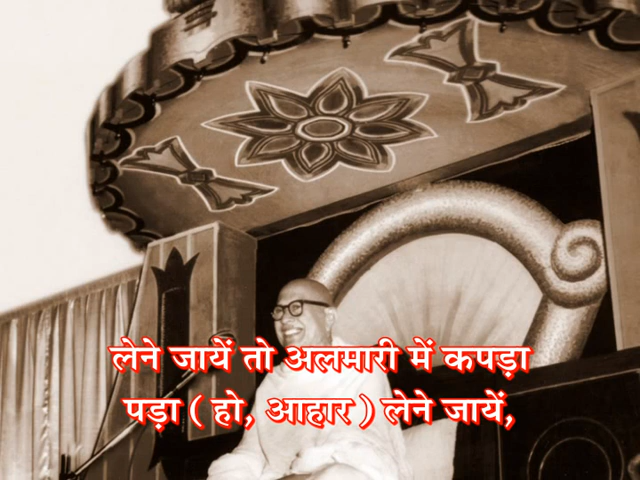 लेने जायें तो अलमारी में कपड़ा
पड़ा ( हो, आहार ) लेने जायें,